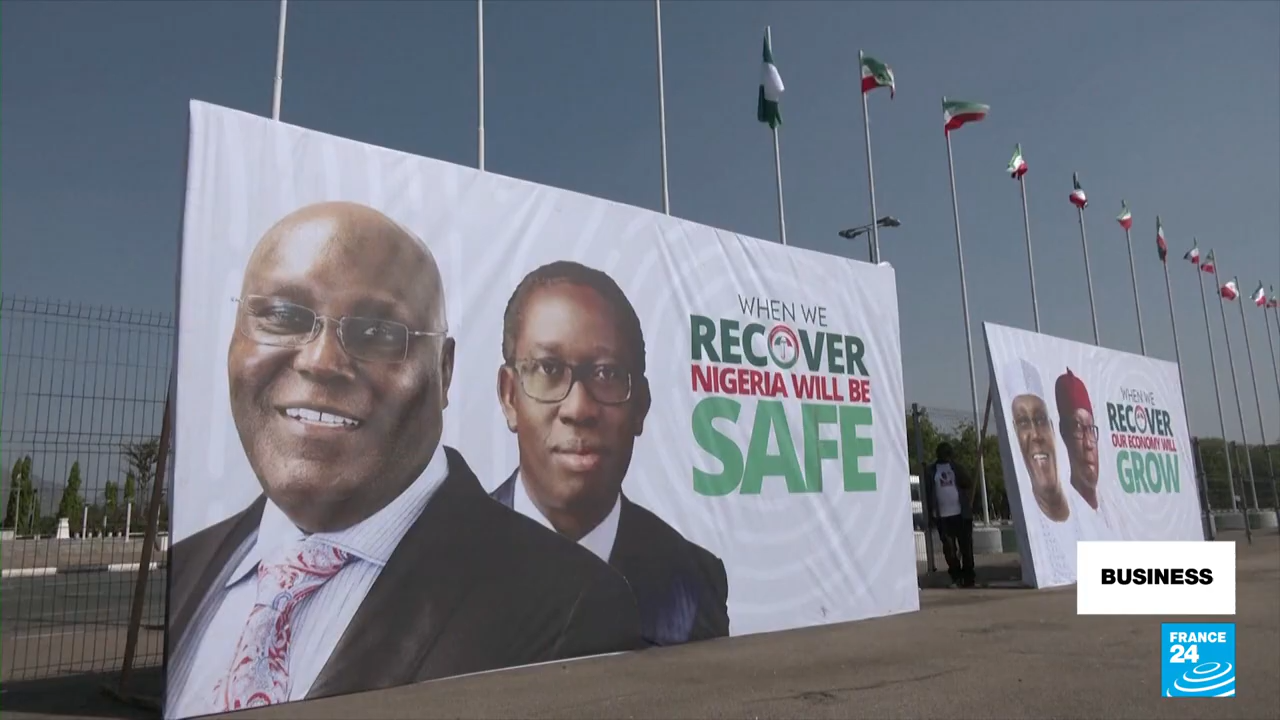 WHEN WE
RECOVER
NIGERIA WILL BE
SAFE
WHEN WE
RECOVER
OUR ECONOMY WILL
GROW
BUSINESS
FRANCE
24